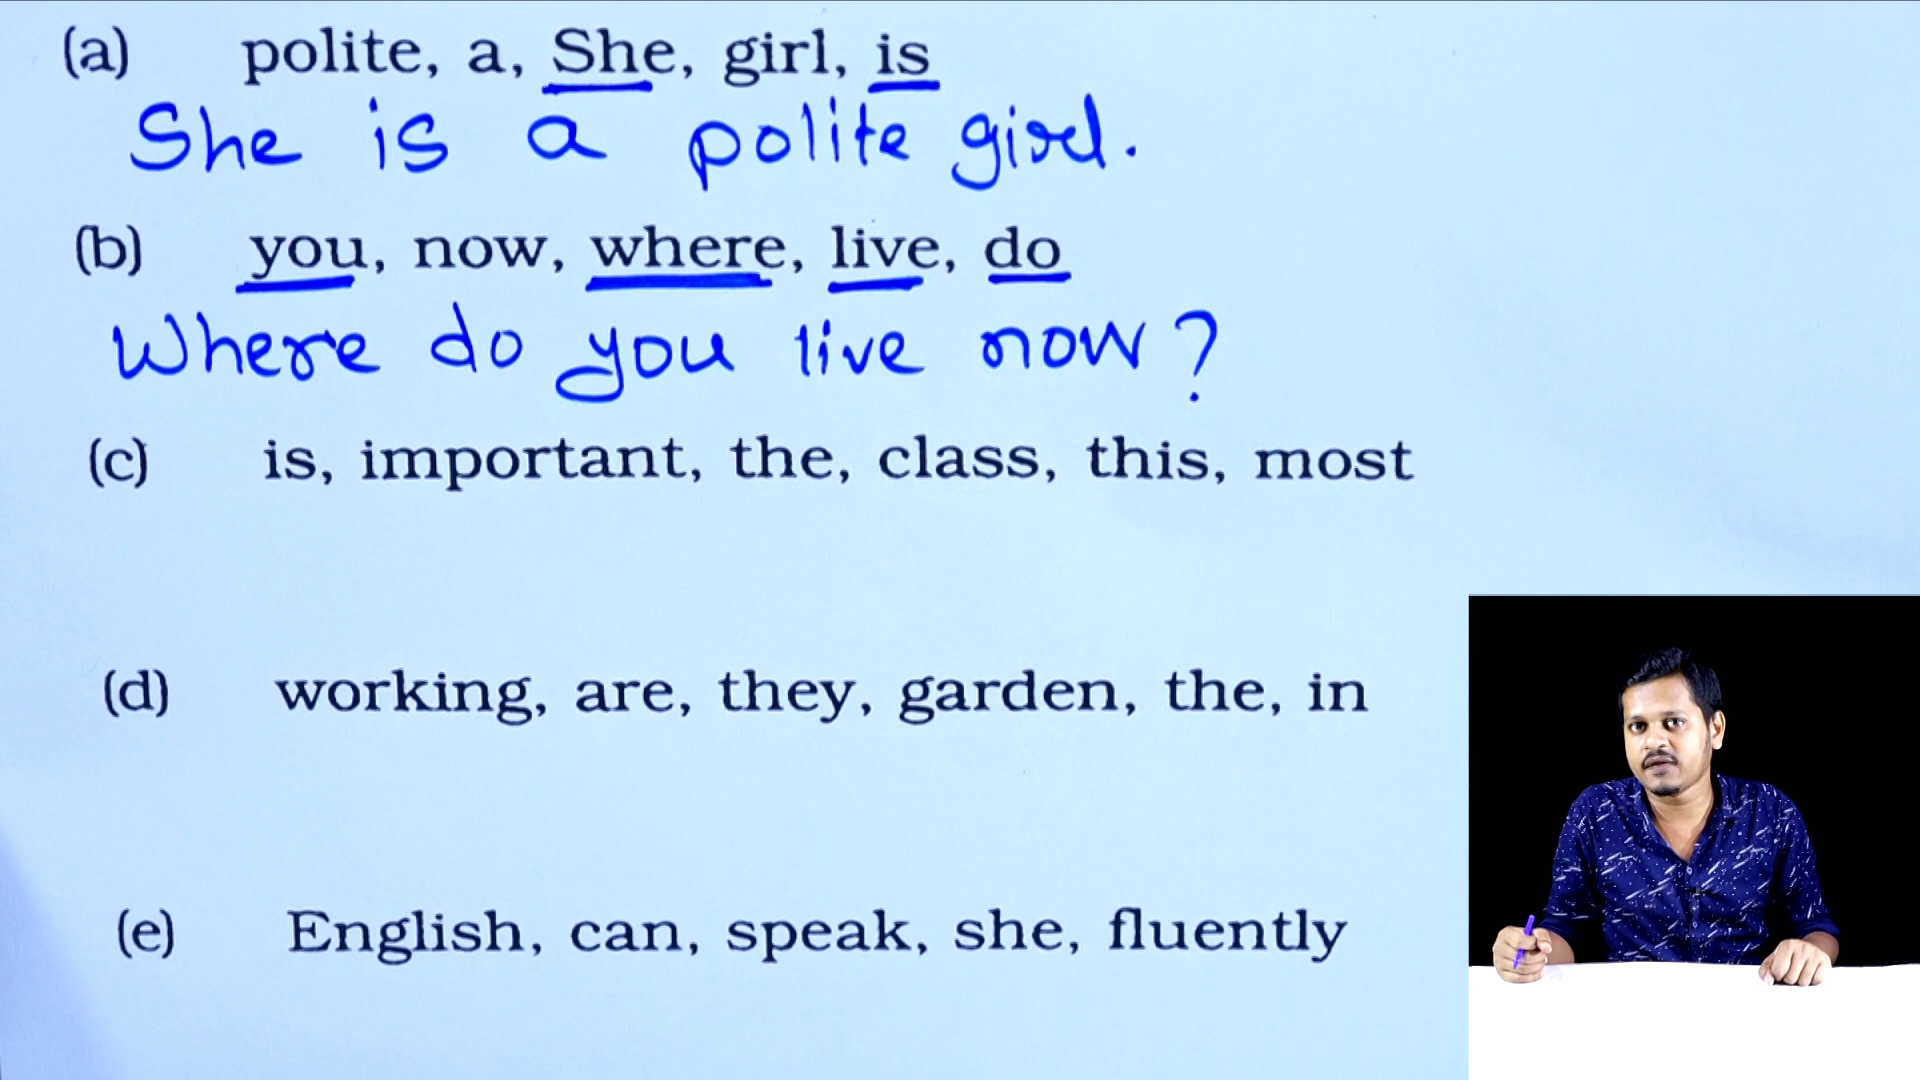 (a) polite, a, She, girl, is
She is a polite girl.
(b) you, now, where, live, do
Where do you live now?
(c) is, important, the, class, this, most
(d) working, are, they, garden, the, in
(e) English, can, speak, she, fluently